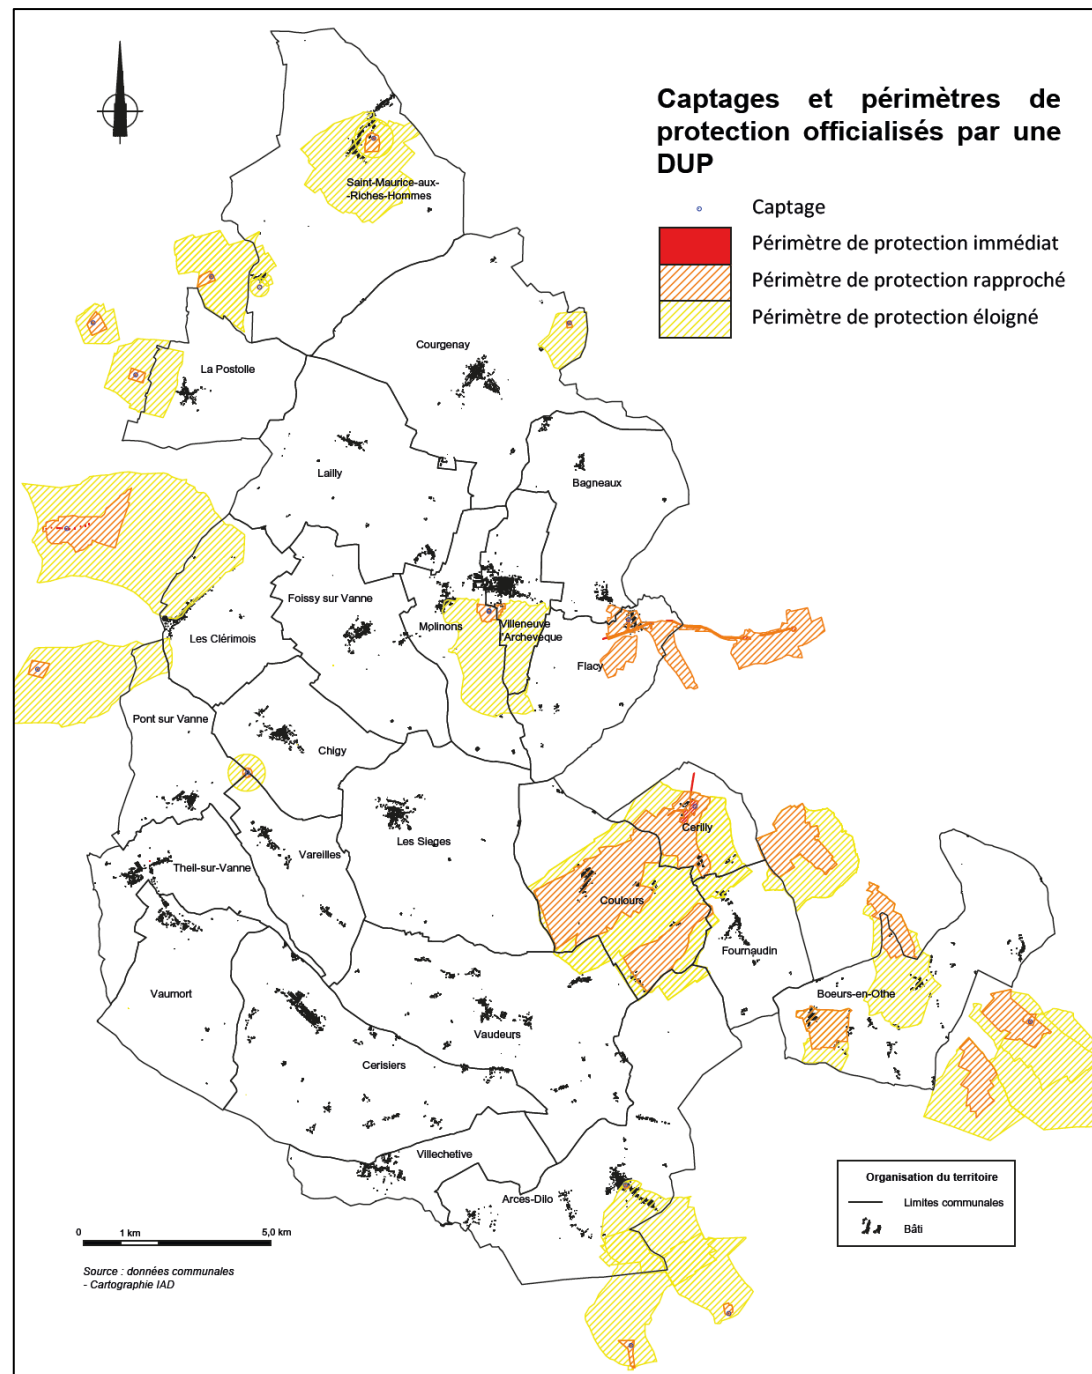 Captages et périmètres de
protection officialisés par une
DUP
Captage
Périmètre de protection immédiat
Périmètre de protection rapproché
Périmètre de protection éloigné
Saint-Maurice-aux-
-Riches-Hommes
Courgenay
La Postolle
Lailly
Bagneaux
Foissy sur Vanne
Molinons
Villeneuve
l'Archevêque
Les Clérimois
Flacy
Pont sur Vanne
Chigy
Cerilly
Les Sieges
Vareilles
Theil-sur-Vanne
Coulours
Fournaudin
Vaumort
Boeurs-en-Othe
Vaudeurs
Cerisiers
Villechetive
Arces-Dilo
Organisation du territoire
Limites communales
Bâti
0 1 km 5,0 km
Source : données communales
- Cartographie IAD